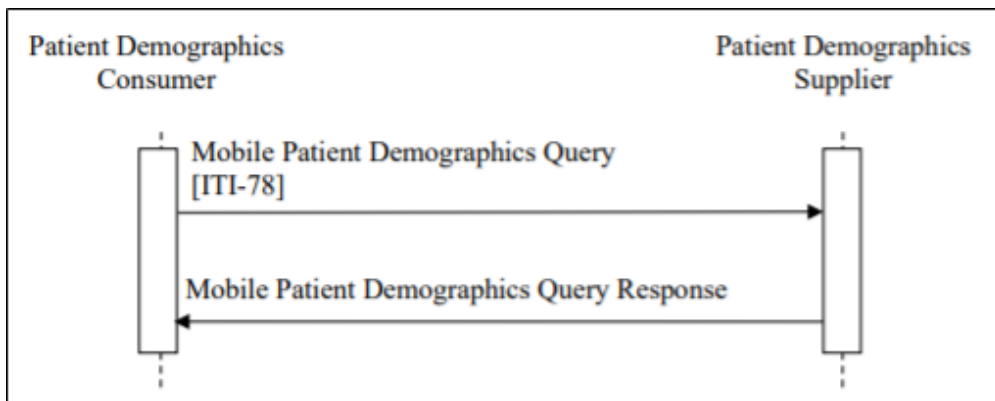 Patient Demographics
Consumer
Patient Demographics
Supplier
Mobile Patient Demographics Query
[ITI-78]
Mobile Patient Demographics Query Response